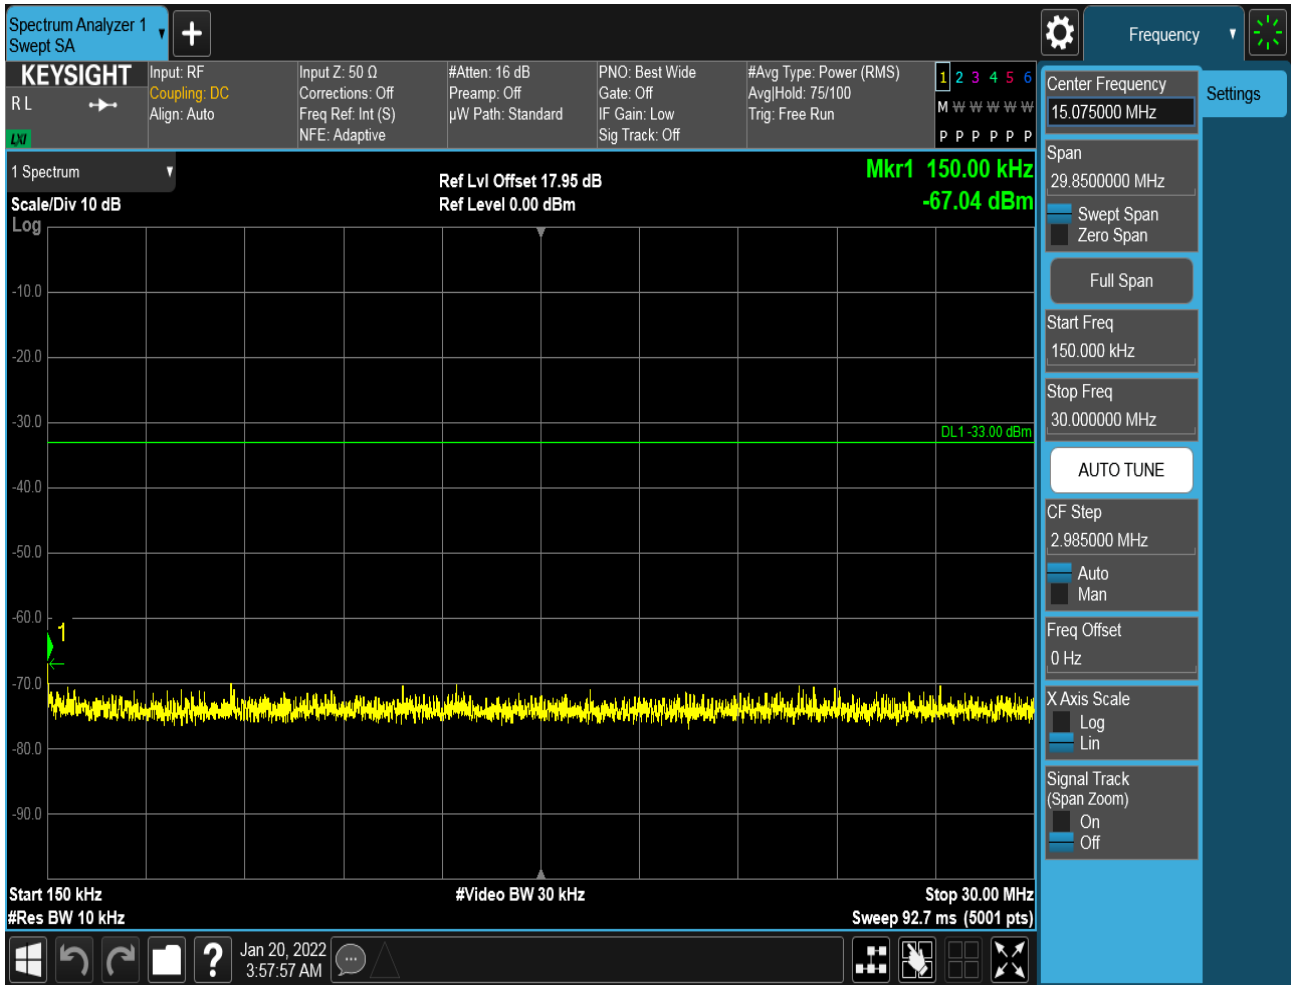 Spectrum Analyzer 1
Swept SA
Frequency
KEYSIGHT
R L
LXI
Input: RF
Coupling: DC
Align: Auto
Input Z: 50 Ω
Corrections: Off
Freq Ref: Int (S)
NFE: Adaptive
#Atten: 16 dB
Preamp: Off
µW Path: Standard
PNO: Best Wide
Gate: Off
IF Gain: Low
Sig Track: Off
#Avg Type: Power (RMS)
Avg|Hold: 75/100
Trig: Free Run
1 2 3 4 5 6
M W W W W W
P P P P P P
1 Spectrum
Scale/Div 10 dB
Log
Ref Lvl Offset 17.95 dB
Ref Level 0.00 dBm
Mkr1 150.00 kHz
-67.04 dBm
-10.0
-20.0
-30.0
DL1 -33.00 dBm
-40.0
-50.0
-60.0
1
-70.0
-80.0
-90.0
Start 150 kHz
#Video BW 30 kHz
Stop 30.00 MHz
#Res BW 10 kHz
Sweep 92.7 ms (5001 pts)
Jan 20, 2022
3:57:57 AM
Center Frequency
15.075000 MHz
Settings
Span
29.8500000 MHz
Swept Span
Zero Span
Full Span
Start Freq
150.000 kHz
Stop Freq
30.000000 MHz
AUTO TUNE
CF Step
2.985000 MHz
Auto
Man
Freq Offset
0 Hz
X Axis Scale
Log
Lin
Signal Track
(Span Zoom)
On
Off